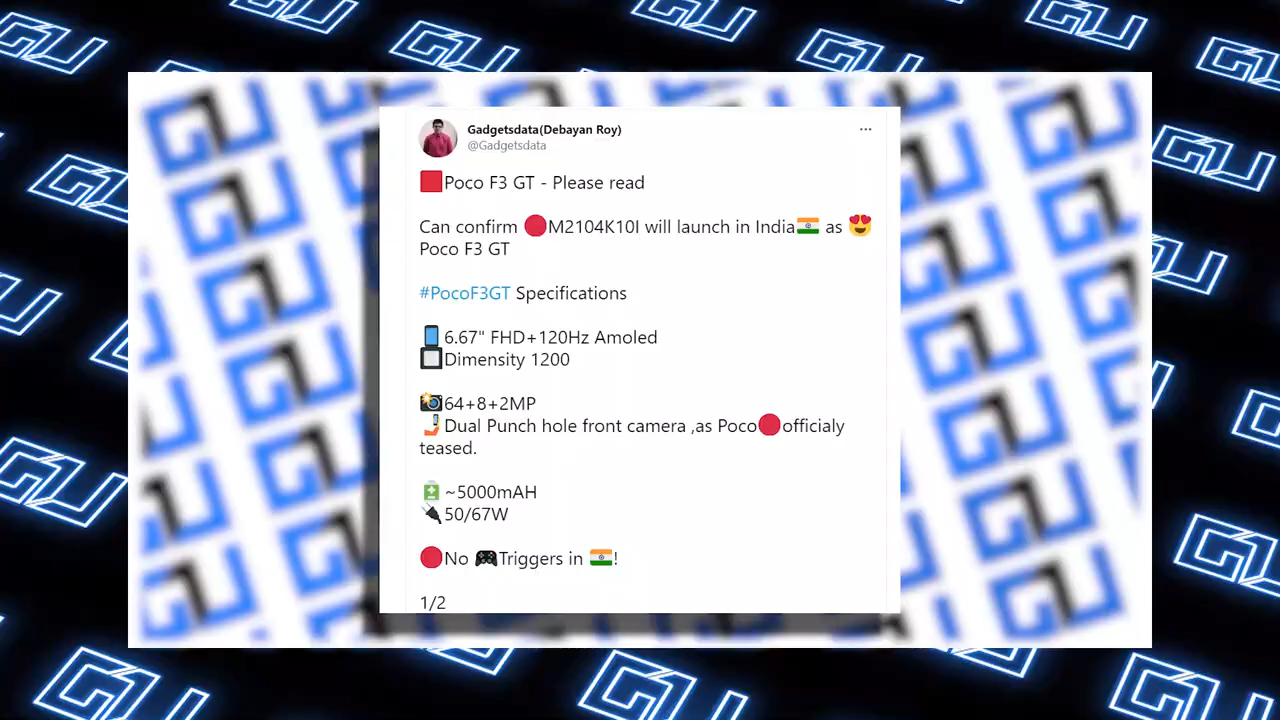 Gadgetsdata(Debayan Roy)
@Gadgetsdata
🟥Poco F3 GT - Please read
Can confirm 🔴M2104K10I will launch in India🇮🇳 as 😍
Poco F3 GT
#PocoF3GT Specifications
📱6.67" FHD+120Hz Amoled
🔲Dimensity 1200
📸64+8+2MP
🤳Dual Punch hole front camera ,as Poco🔴officialy
teased.
🔋~5000mAH
🔌50/67W
🔴No 🎮Triggers in 🇮🇳!
1/2